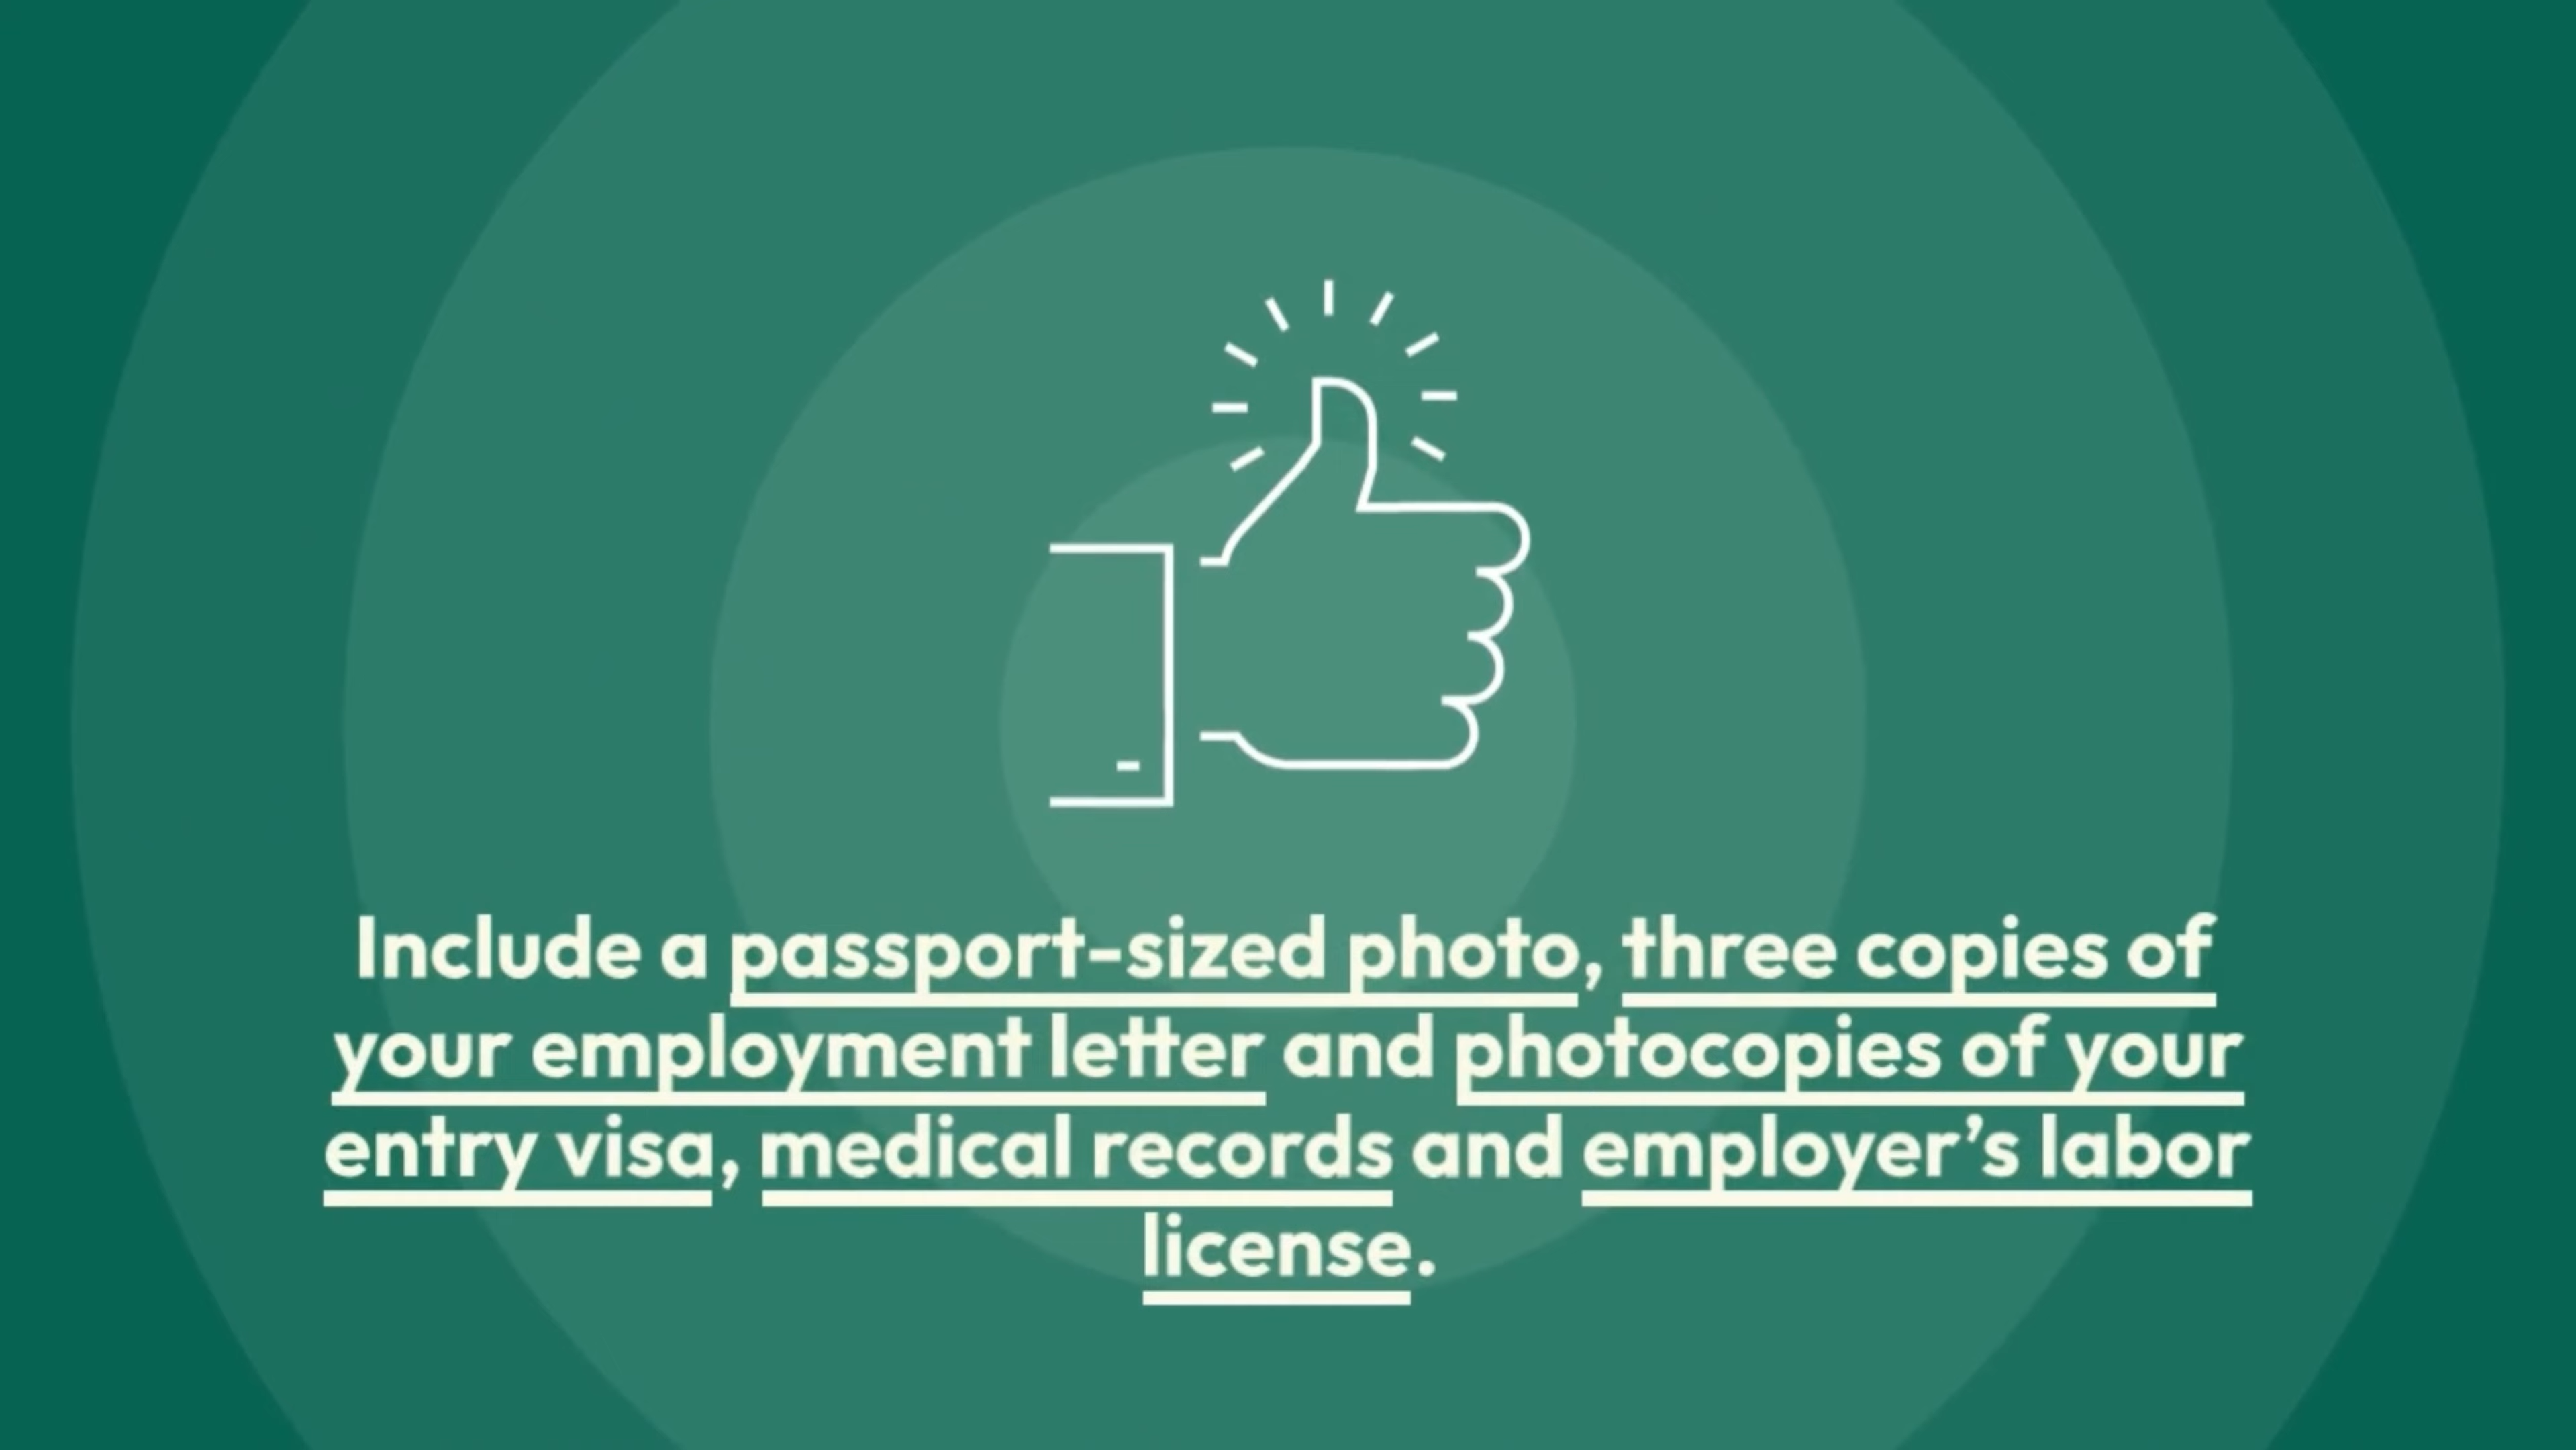 Include a passport-sized photo, three copies of
your employment letter and photocopies of your
entry visa, medical records and employer’s labor
license.